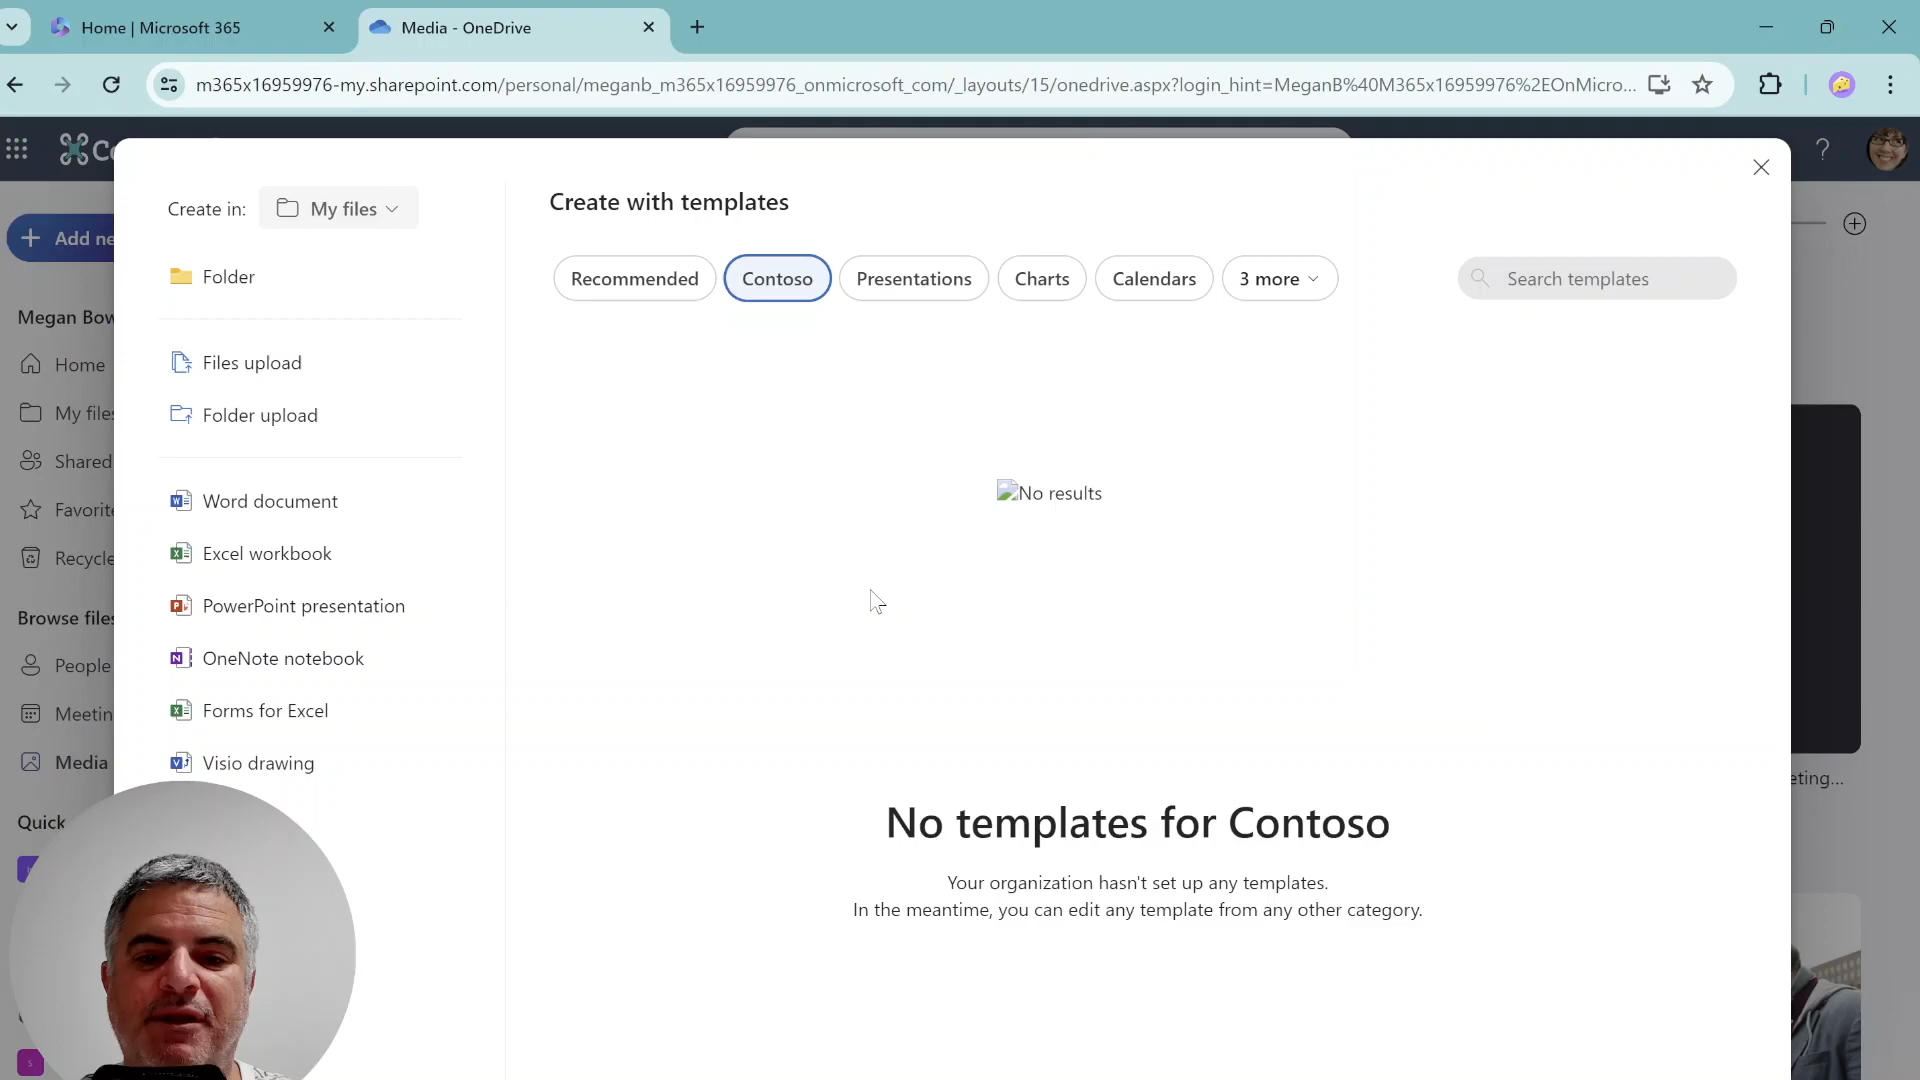 Home | Microsoft 365
Media - OneDrive
m365x16959976-my.sharepoint.com/personal/meganb_m365x16959976_onmicrosoft_com/_layouts/15/onedrive.aspx?login_hint=MeganB%40M365x16959976%2EOnMicro...
Co
Create in:
My files
Create with templates
Add ne
Folder
Recommended
Contoso
Presentations
Charts
Calendars
3 more
Search templates
Megan Bow
Home
Files upload
My files
Folder upload
Shared
No results
Word document
Favorite
Excel workbook
Recycle
PowerPoint presentation
Browse files
OneNote notebook
People
Forms for Excel
Meetin
Visio drawing
Media
eting...
Quick
No templates for Contoso
Your organization hasn't set up any templates.
In the meantime, you can edit any template from any other category.
S